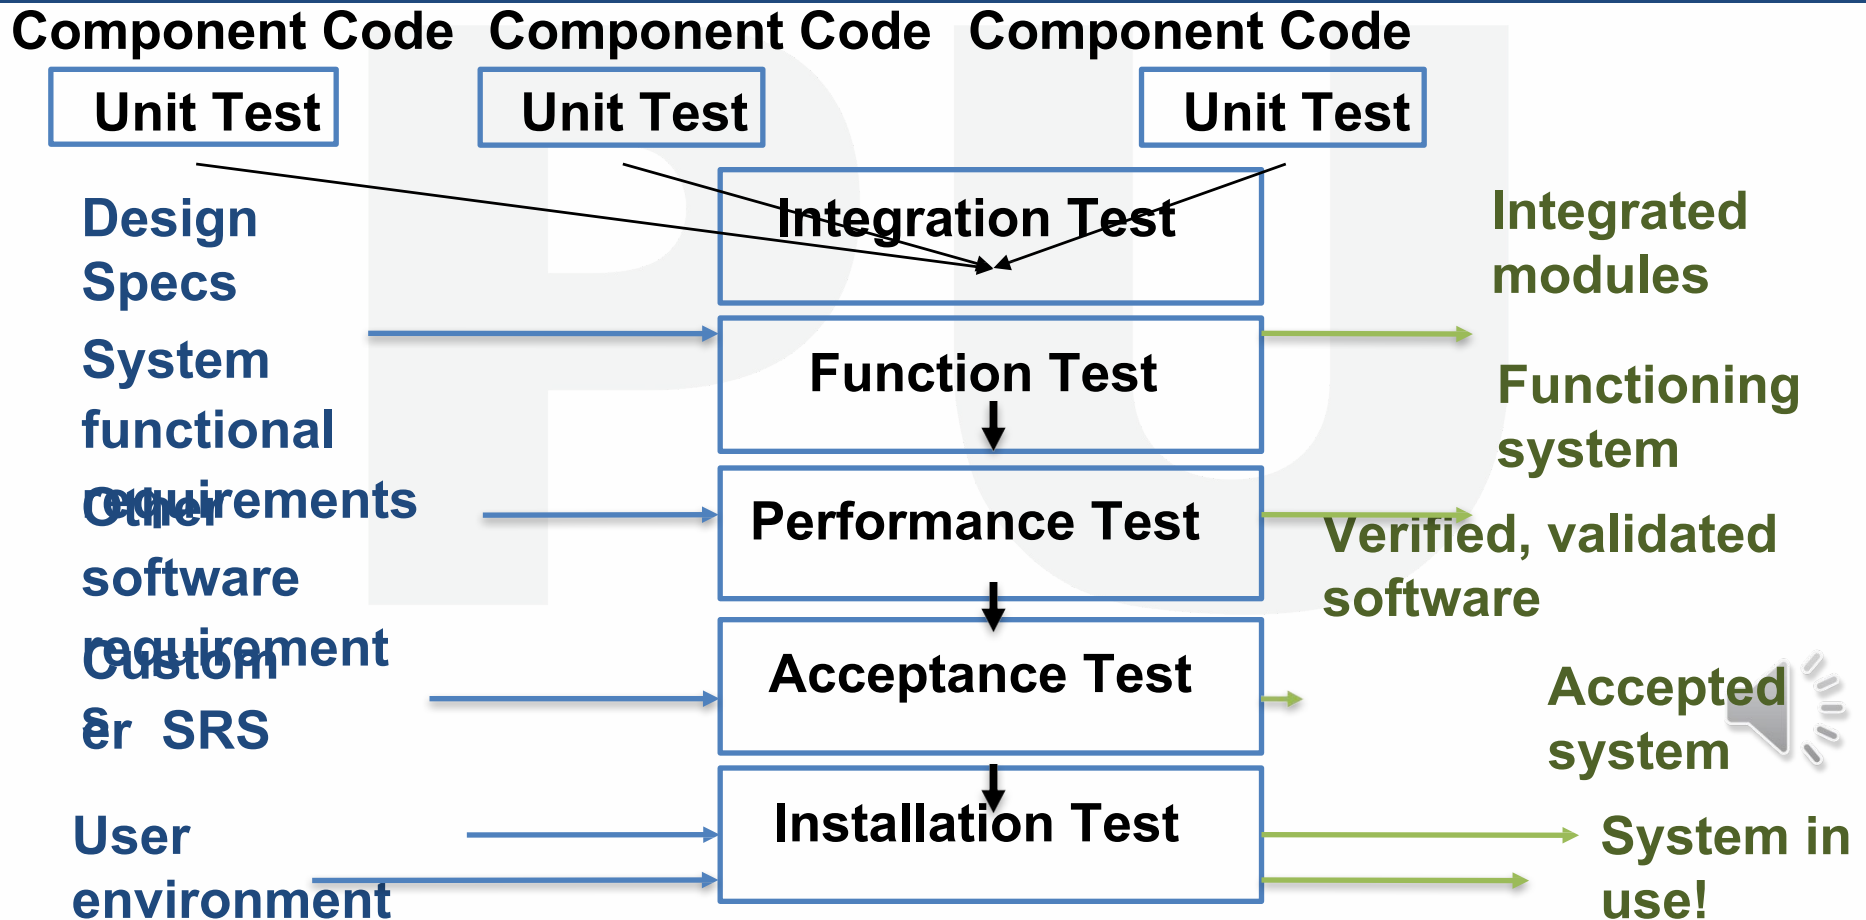 Component Code Component Code Component Code
Unit Test Unit Test Unit Test
Design
Specs
Integration Test
Integrated
modules
System
functional
requirements
Function Test
Functioning
system
Other
software
requirement
s
Performance Test
Verified, validated
software
Custom
er SRS
Acceptance Test
Accepted
system
User
environment
Installation Test
System in
use!
PU